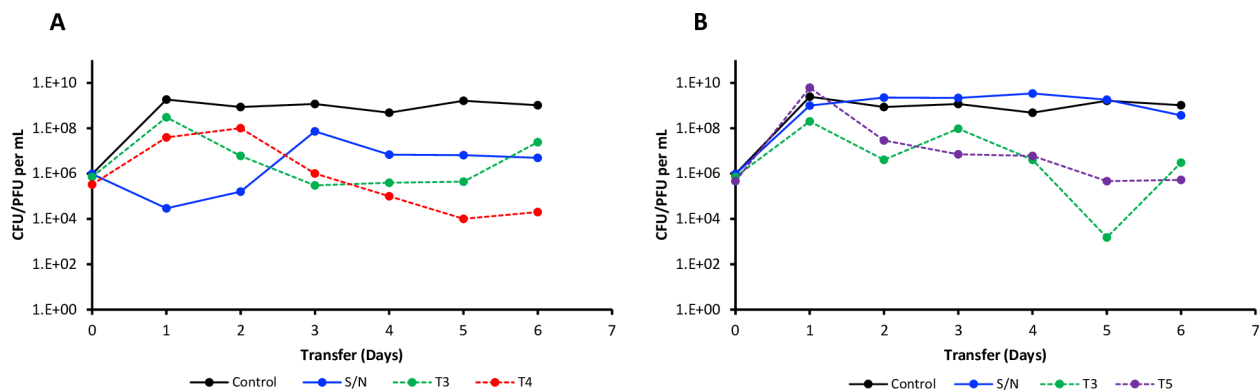 A
CFU/PFU per mL
1.E+10
1.E+08
1.E+06
1.E+04
1.E+02
1.E+00
0 1 2 3 4 5 6 7
Transfer (Days)
Control S/N T3 T4
B
CFU/PFU per mL
1.E+10
1.E+08
1.E+06
1.E+04
1.E+02
1.E+00
0 1 2 3 4 5 6 7
Transfer (Days)
Control S/N T3 T5